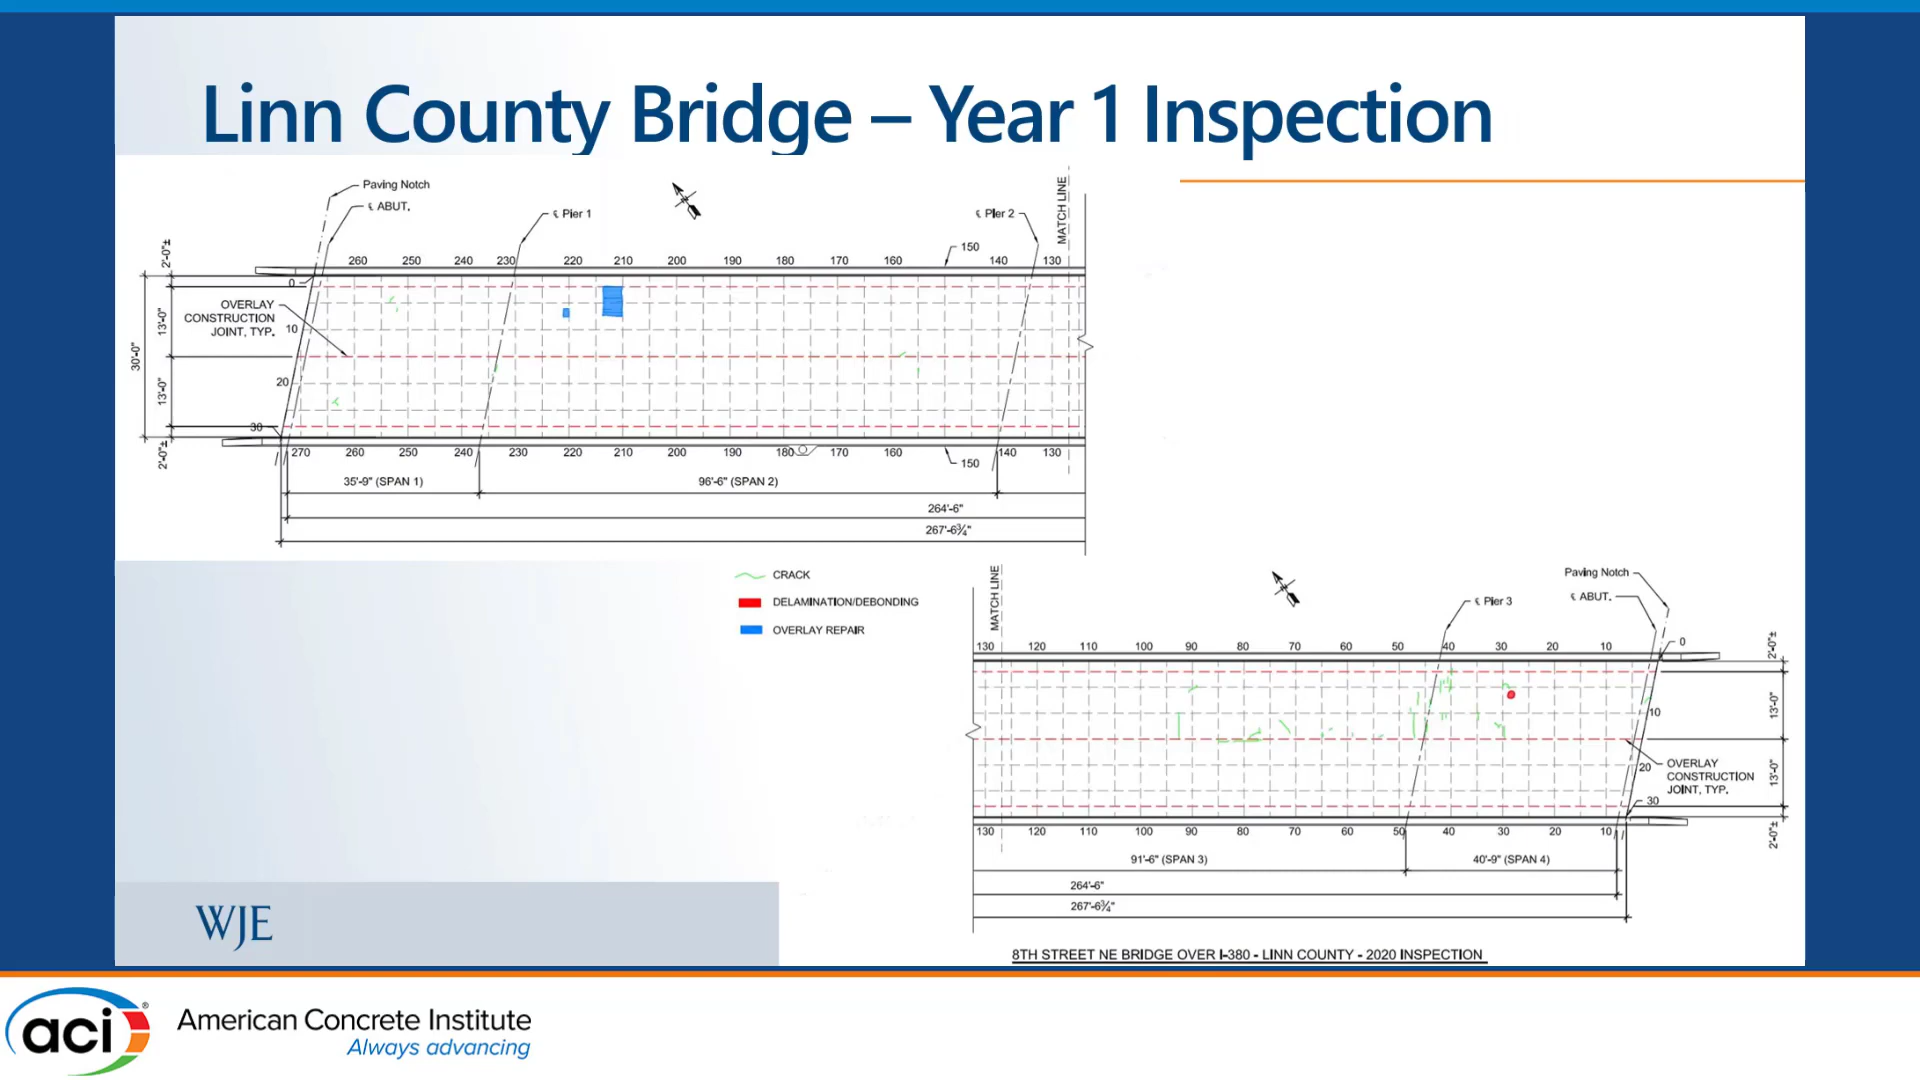 Linn County Bridge – Year 1 Inspection
Paving Notch
℄ ABUT.
℄ Pier 1
℄ Pier 2
MATCH LINE
150
260 250 240 230 220 210 200 190 180 170 160 140 130
2'-0"±
13'-0"
30'-0"
13'-0"
2'-0"±
0
10
20
30
OVERLAY
CONSTRUCTION
JOINT, TYP.
270 260 250 240 230 220 210 200 190 180 170 160 150 140 130
35'-9" (SPAN 1)
96'-6" (SPAN 2)
264'-6"
267'-6¾"
CRACK
DELAMINATION/DEBONDING
OVERLAY REPAIR
MATCH LINE
Paving Notch
℄ ABUT.
℄ Pier 3
130 120 110 100 90 80 70 60 50 40 30 20 10
0
10
20
30
2'-0"±
13'-0"
13'-0"
2'-0"±
OVERLAY
CONSTRUCTION
JOINT, TYP.
130 120 110 100 90 80 70 60 50 40 30 20 10
91'-6" (SPAN 3)
40'-9" (SPAN 4)
264'-6"
267'-6¾"
8TH STREET NE BRIDGE OVER I-380 - LINN COUNTY - 2020 INSPECTION
WJE
aci®
American Concrete Institute
Always advancing